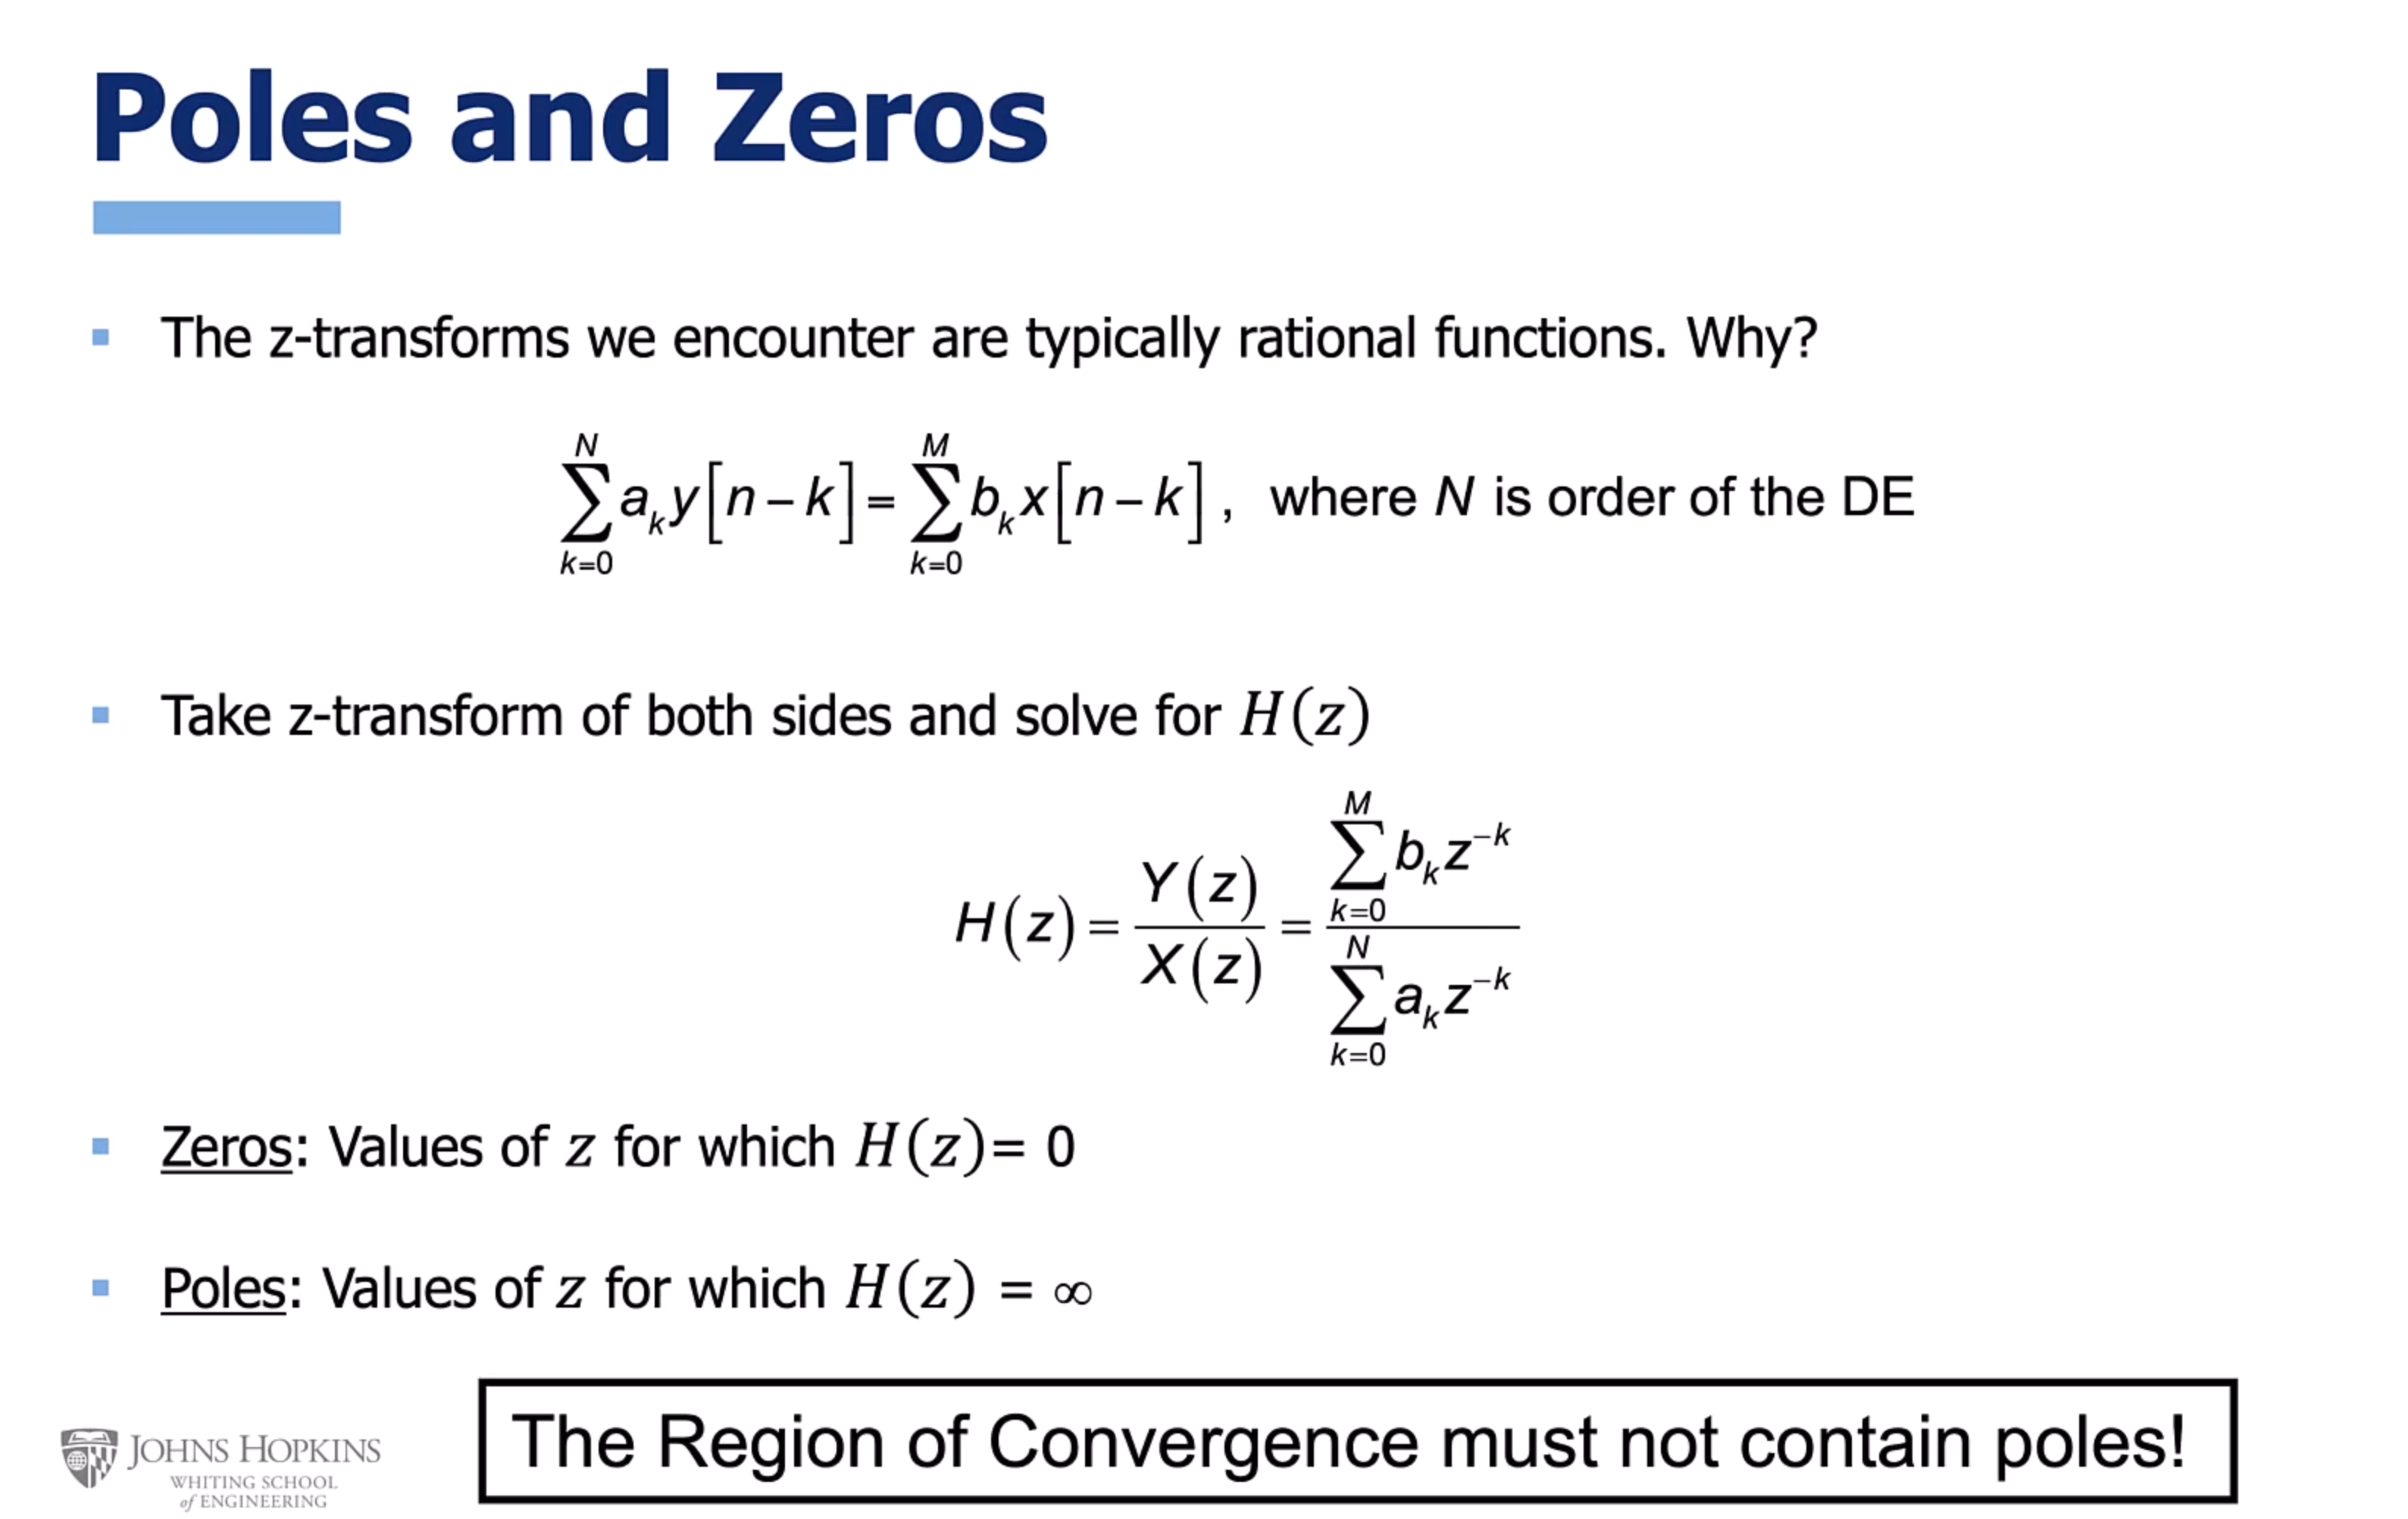 Poles and Zeros
▪ The z-transforms we encounter are typically rational functions. Why?
$\sum_{k=0}^{N} a_k y[n-k] = \sum_{k=0}^{M} b_k x[n-k]$ , where N is order of the DE
▪ Take z-transform of both sides and solve for $H(z)$
$H(z) = \frac{Y(z)}{X(z)} = \frac{\sum_{k=0}^{M} b_k z^{-k}}{\sum_{k=0}^{N} a_k z^{-k}}$
▪ Zeros: Values of $z$ for which $H(z) = 0$
▪ Poles: Values of $z$ for which $H(z) = \infty$
The Region of Convergence must not contain poles!
JOHNS HOPKINS
WHITING SCHOOL
of ENGINEERING